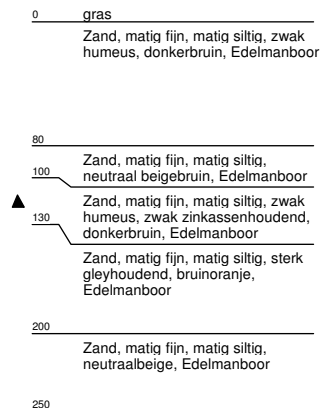 0 gras
Zand, matig fijn, matig siltig, zwak
humeus, donkerbruin, Edelmanboor
80
Zand, matig fijn, matig siltig,
neutraal beigebruin, Edelmanboor
100
Zand, matig fijn, matig siltig, zwak
humeus, zwak zinkassenhoudend,
donkerbruin, Edelmanboor
130
Zand, matig fijn, matig siltig, sterk
gleyhoudend, bruinoranje,
Edelmanboor
200
Zand, matig fijn, matig siltig,
neutraalbeige, Edelmanboor
250